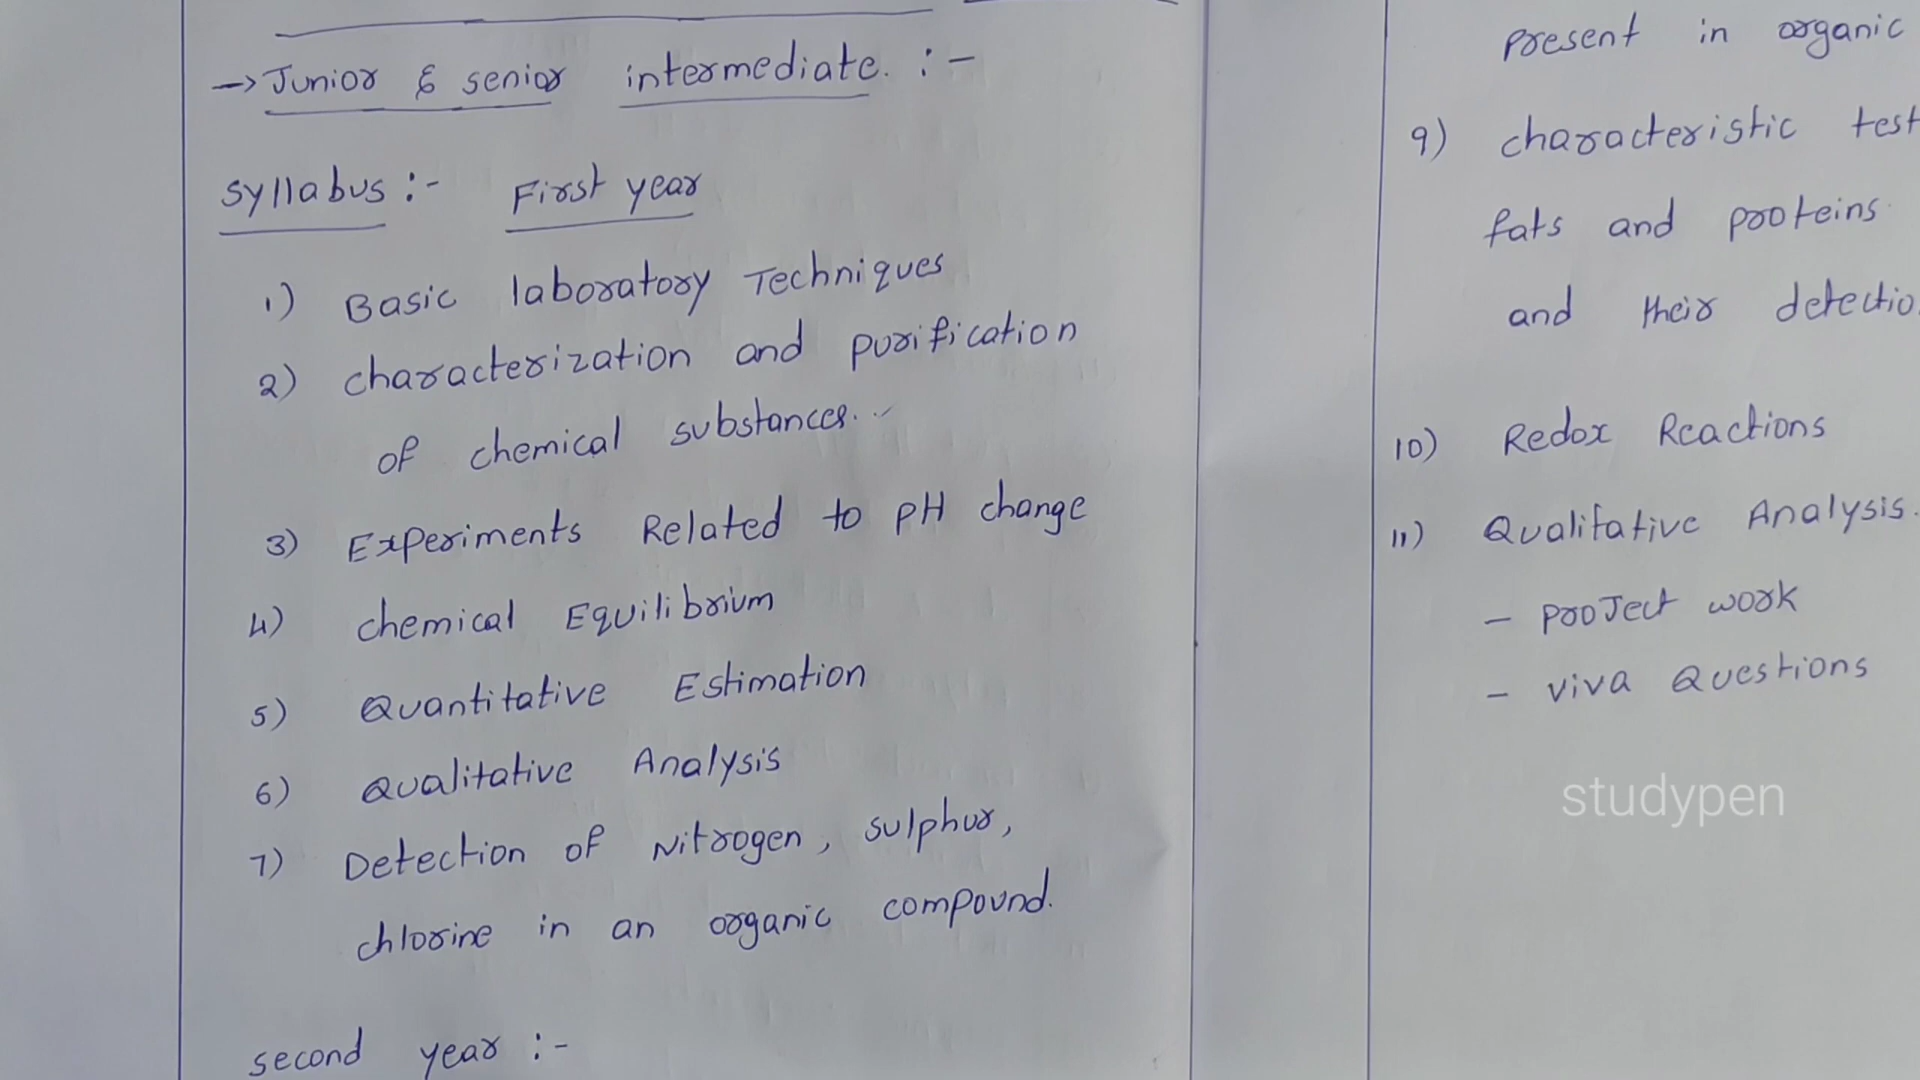 → Junior & senior intermediate. :-
Syllabus :- First year
1) Basic laboratory Techniques
2) characterization and purification
of chemical substances.
3) Experiments Related to pH change
4) chemical Equilibrium
5) Quantitative Estimation
6) Qualitative Analysis
7) Detection of Nitrogen, sulphur,
chlorine in an organic compound.
second year :-
present in organic
9) characteristic test
fats and proteins
and their detectio
10) Redox Reactions
11) Qualitative Analysis.
- project work
- viva Questions
studypen